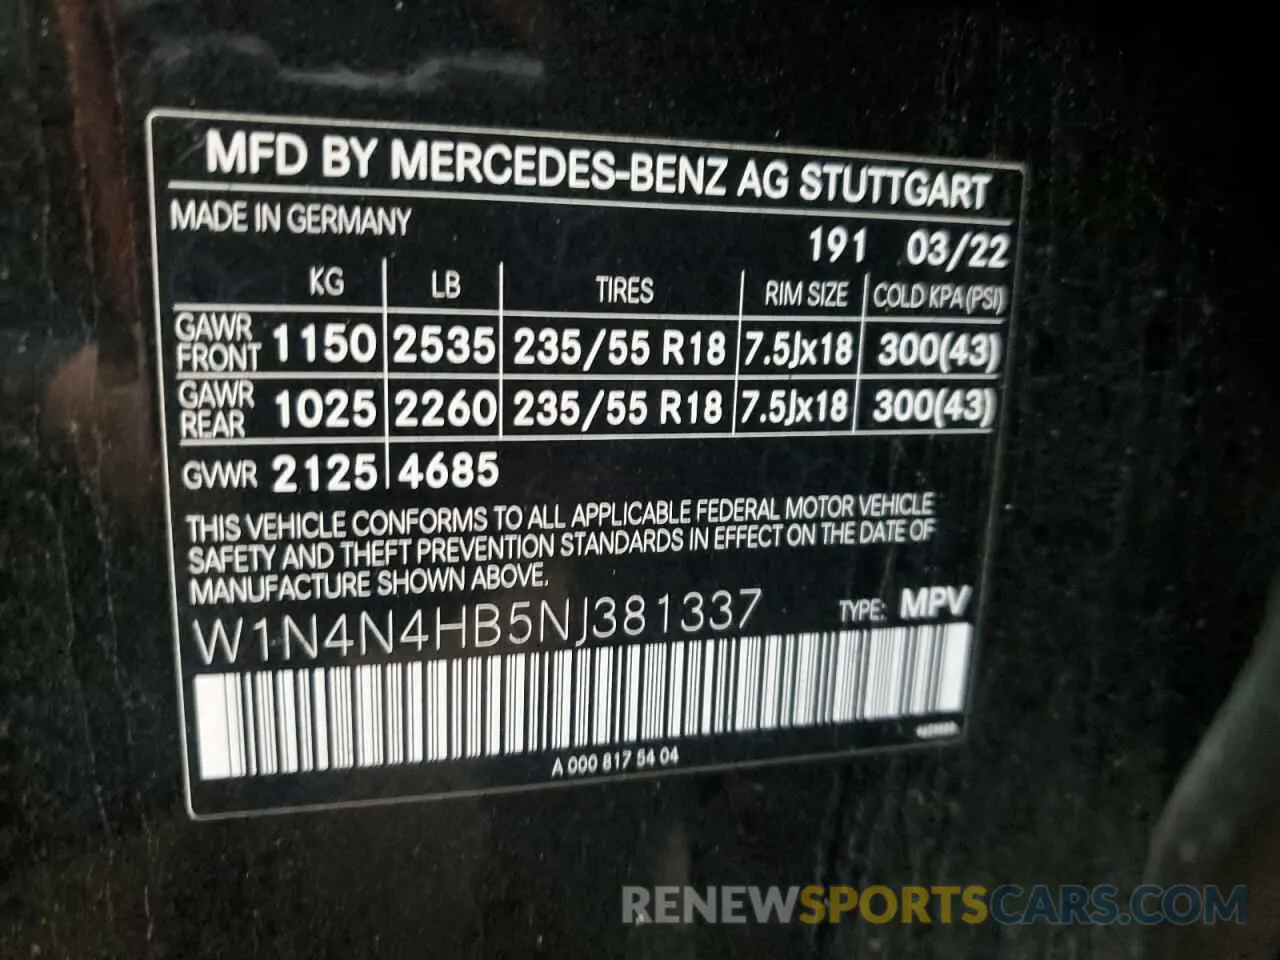 MFD BY MERCEDES-BENZ AG STUTTGART
MADE IN GERMANY
191 03/22
KG LB TIRES RIM SIZE COLD KPA(PSI)
GAWR FRONT 1150 2535 235/55 R18 7.5Jx18 300(43)
GAWR REAR 1025 2260 235/55 R18 7.5Jx18 300(43)
GVWR 2125 4685
THIS VEHICLE CONFORMS TO ALL APPLICABLE FEDERAL MOTOR VEHICLE
SAFETY AND THEFT PREVENTION STANDARDS IN EFFECT ON THE DATE OF
MANUFACTURE SHOWN ABOVE.
W1N4N4HB5NJ381337 TYPE: MPV
A 000 817 54 04
RENEWSPORTSCARS.COM